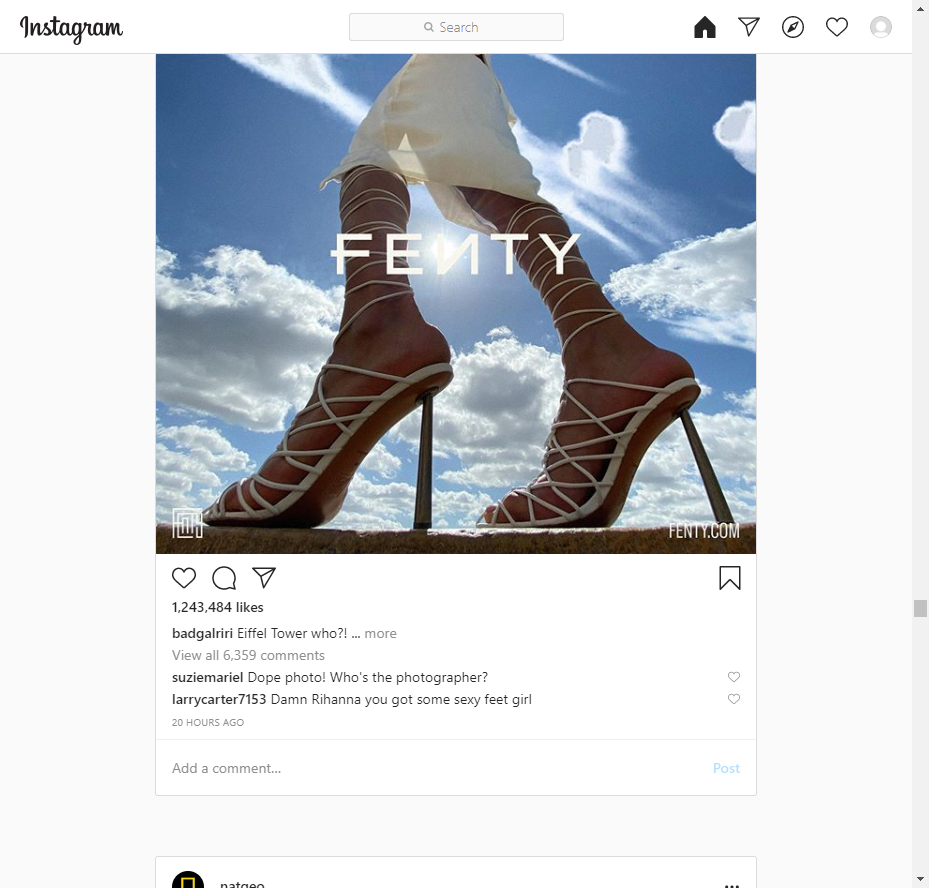 Instagram
Search
FENTY
FENTY.COM
1,243,484 likes
badgalriri Eiffel Tower who?! ... more
View all 6,359 comments
suziemariel Dope photo! Who's the photographer?
larrycarter7153 Damn Rihanna you got some sexy feet girl
20 HOURS AGO
Add a comment... Post
natgeo